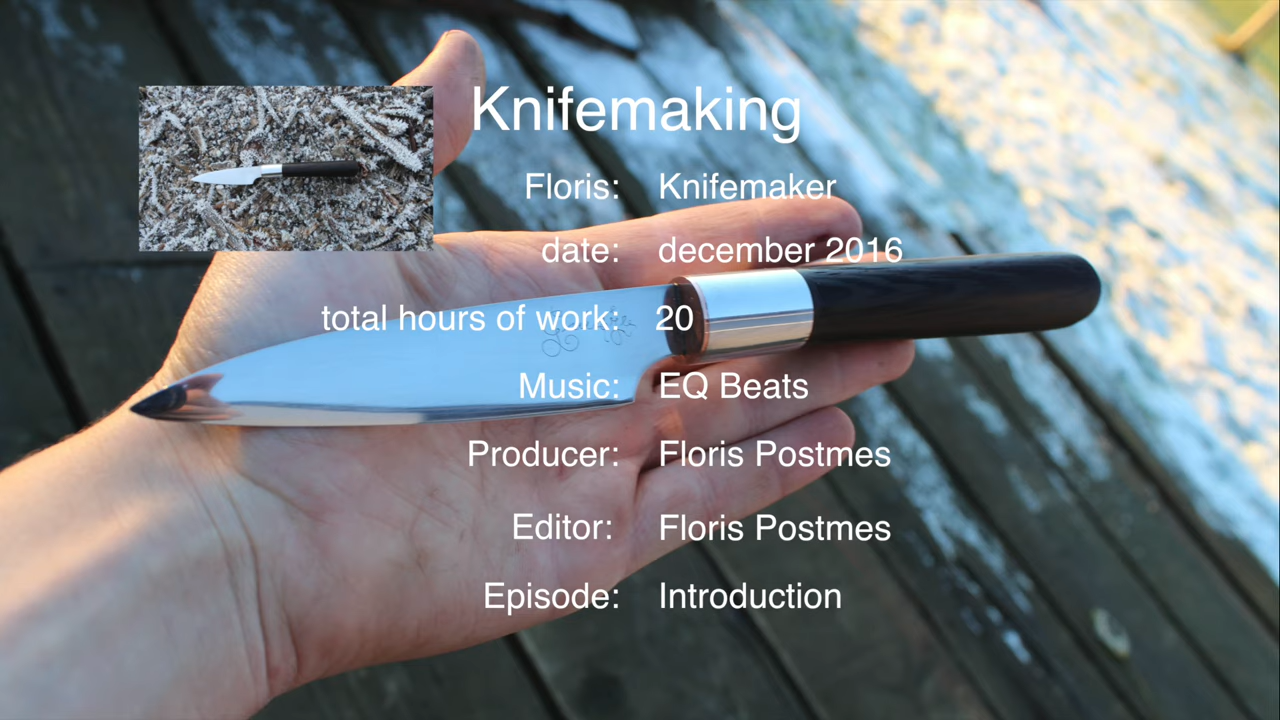 Knifemaking
Floris: Knifemaker
date: december 2016
total hours of work: 20
Music: EQ Beats
Producer: Floris Postmes
Editor: Floris Postmes
Episode: Introduction